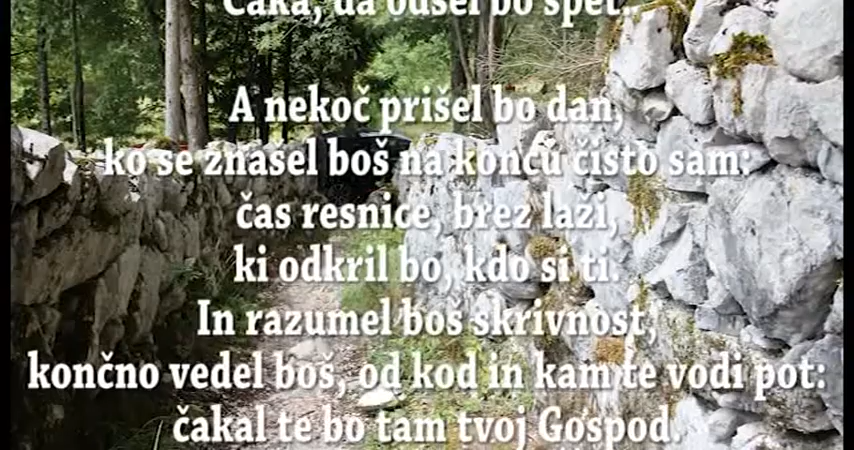 Čaka, da odšel bo spet.
A nekoč prišel bo dan,
ko se znašel boš na koncu čisto sam:
čas resnice, brez laži,
ki odkril bo, kdo si ti.
In razumel boš skrivnost,
končno vedel boš, od kod in kam te vodi pot:
čakal te bo tam tvoj Gospod.